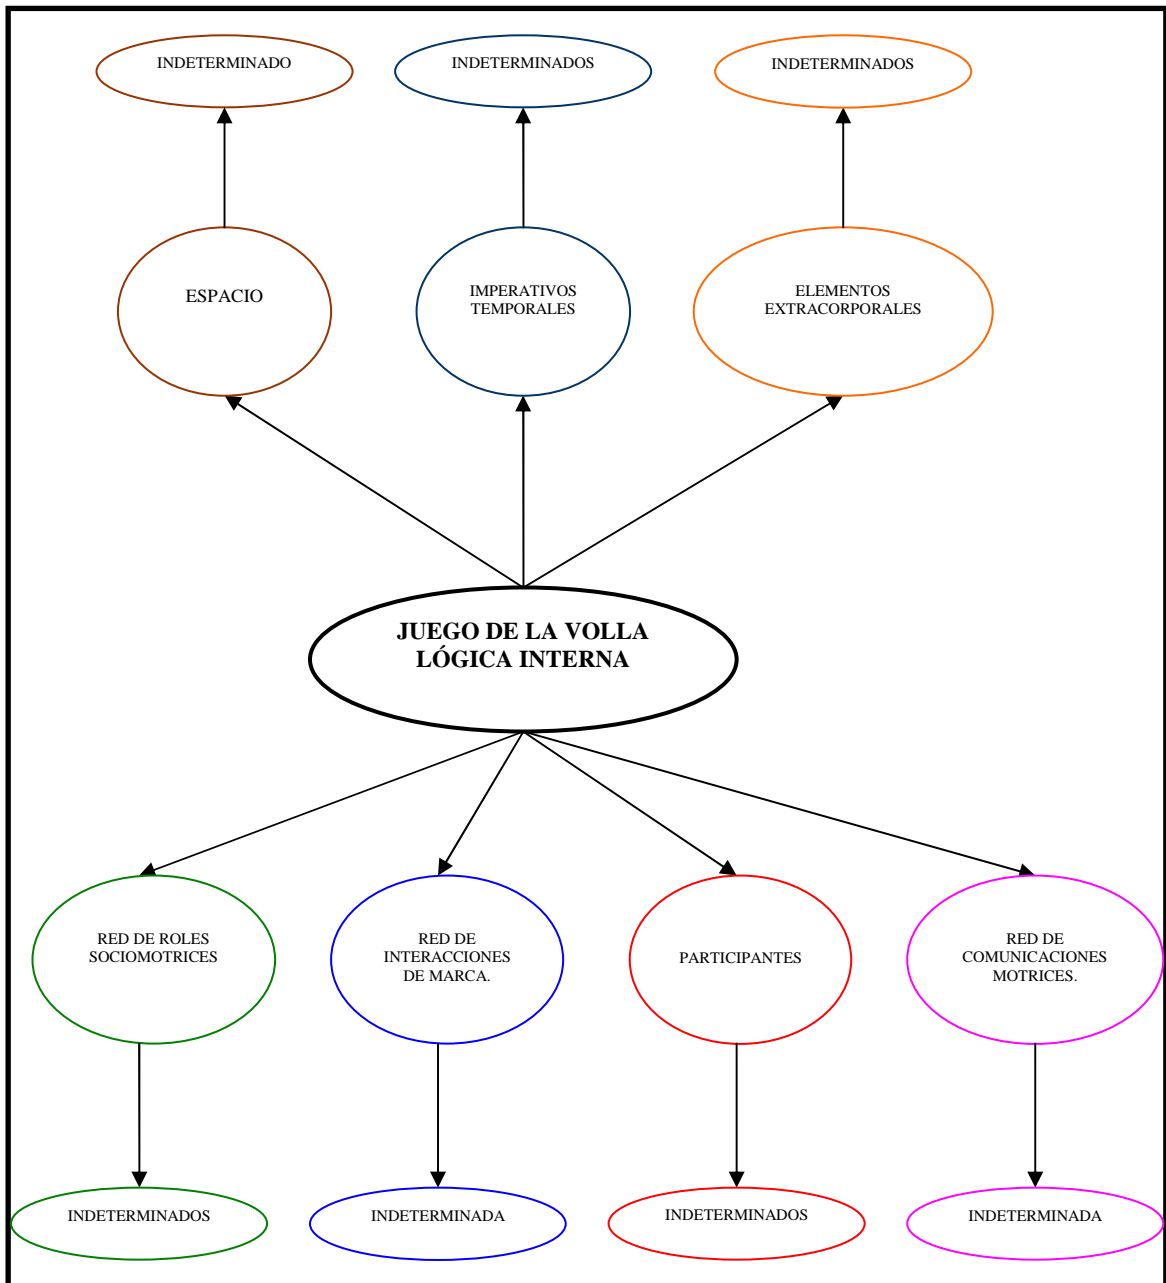 INDETERMINADO
INDETERMINADOS
INDETERMINADOS
ESPACIO
IMPERATIVOS
TEMPORALES
ELEMENTOS
EXTRACORPORALES
JUEGO DE LA VOLLA
LÓGICA INTERNA
RED DE ROLES
SOCIOMOTRICES
RED DE
INTERACCIONES
DE MARCA.
PARTICIPANTES
RED DE
COMUNICACIONES
MOTRICES.
INDETERMINADOS
INDETERMINADA
INDETERMINADOS
INDETERMINADA